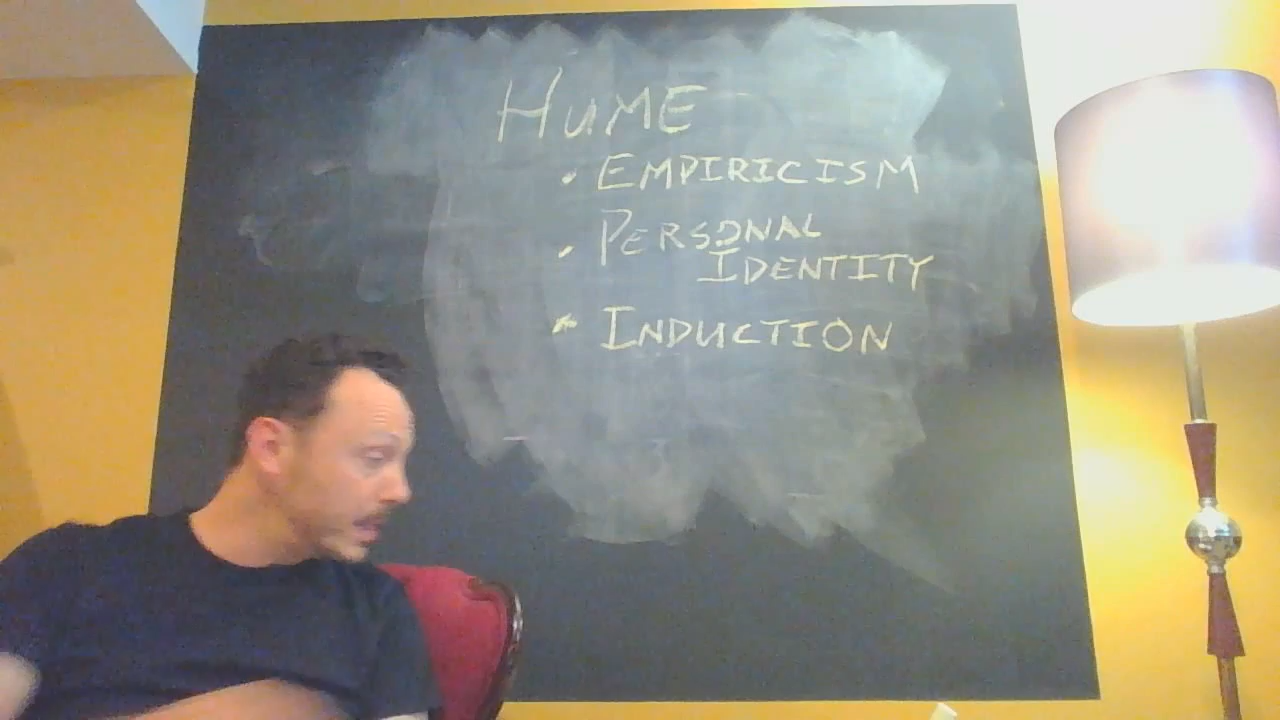 HUME
• EMPIRICISM
• PERSONAL
IDENTITY
• INDUCTION